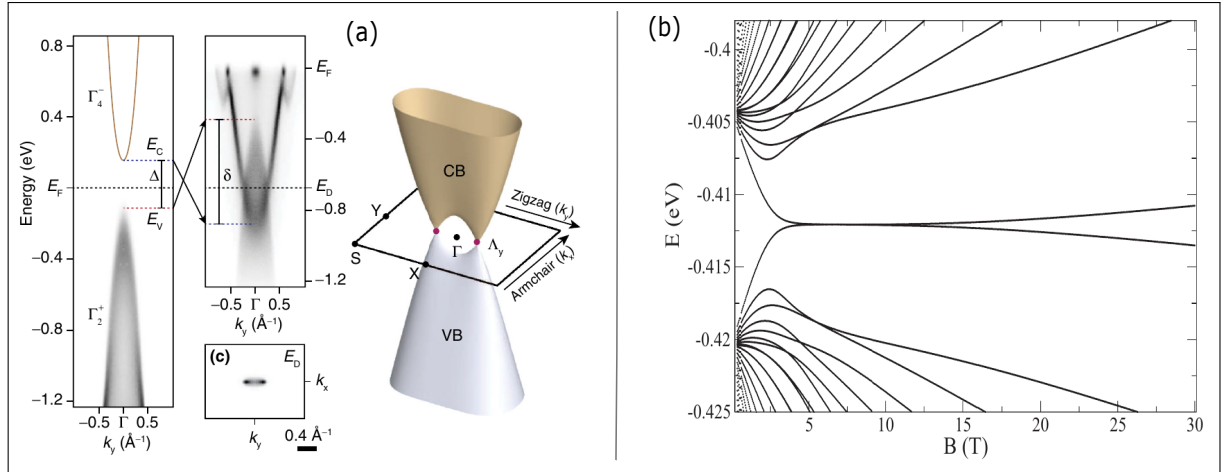 (a)
0.8
0.4
E_F
−0.4
−0.8
−1.2
Energy (eV)
Γ₄⁻
Γ₂⁺
E_C
Δ
E_V
−0.5 Γ 0.5
k_y (Å⁻¹)
δ
E_F
−0.4
E_D
−0.8
−1.2
−0.5 Γ 0.5
k_y (Å⁻¹)
(c)
E_D
k_x
k_y
0.4 Å⁻¹
CB
VB
Y
S
X
Γ
Λ_y
Zigzag (k_y)
Armchair (k_x)
(b)
-0.4
-0.405
-0.41
-0.415
-0.42
-0.425
E (eV)
0 5 10 15 20 25 30
B (T)